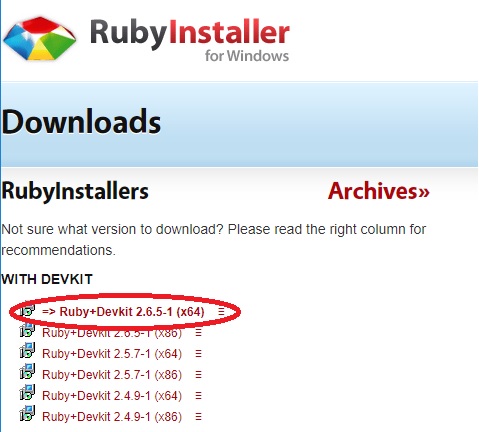 RubyInstaller
for Windows
Downloads
RubyInstallers Archives»
Not sure what version to download? Please read the right column for
recommendations.
WITH DEVKIT
=> Ruby+Devkit 2.6.5-1 (x64)
Ruby+Devkit 2.6.5-1 (x86)
Ruby+Devkit 2.5.7-1 (x64)
Ruby+Devkit 2.5.7-1 (x86)
Ruby+Devkit 2.4.9-1 (x64)
Ruby+Devkit 2.4.9-1 (x86)